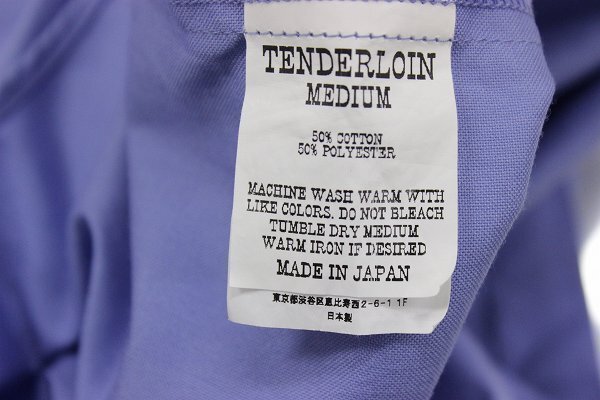 TENDERLOIN
MEDIUM
50% COTTON
50% POLYESTER
MACHINE WASH WARM WITH
LIKE COLORS. DO NOT BLEACH
TUMBLE DRY MEDIUM
WARM IRON IF DESIRED
MADE IN JAPAN
東京都渋谷区恵比寿西2-6-1 1F
日本製